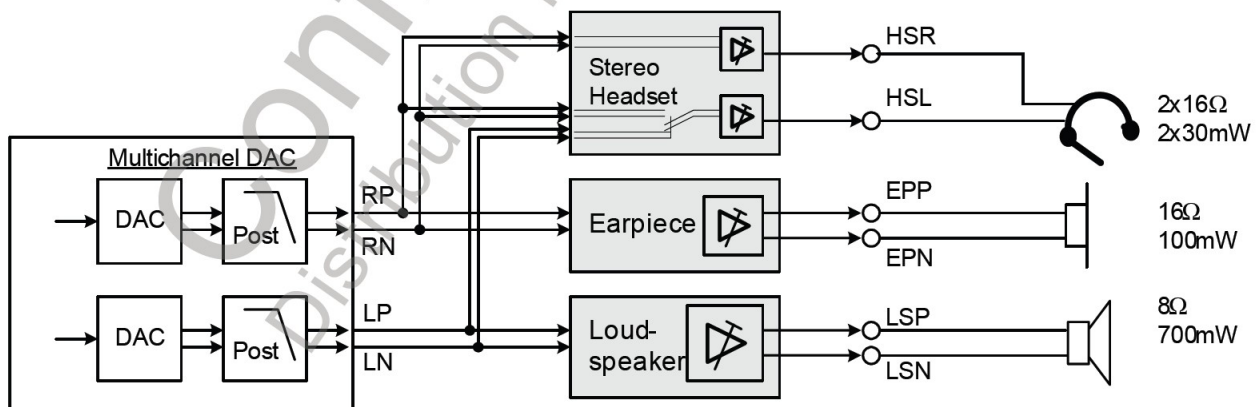 Multichannel DAC
DAC
Post
RP
RN
DAC
Post
LP
LN
Stereo
Headset
HSR
HSL
2x16Ω
2x30mW
Earpiece
EPP
EPN
16Ω
100mW
Loud-
speaker
LSP
LSN
8Ω
700mW
Distribution